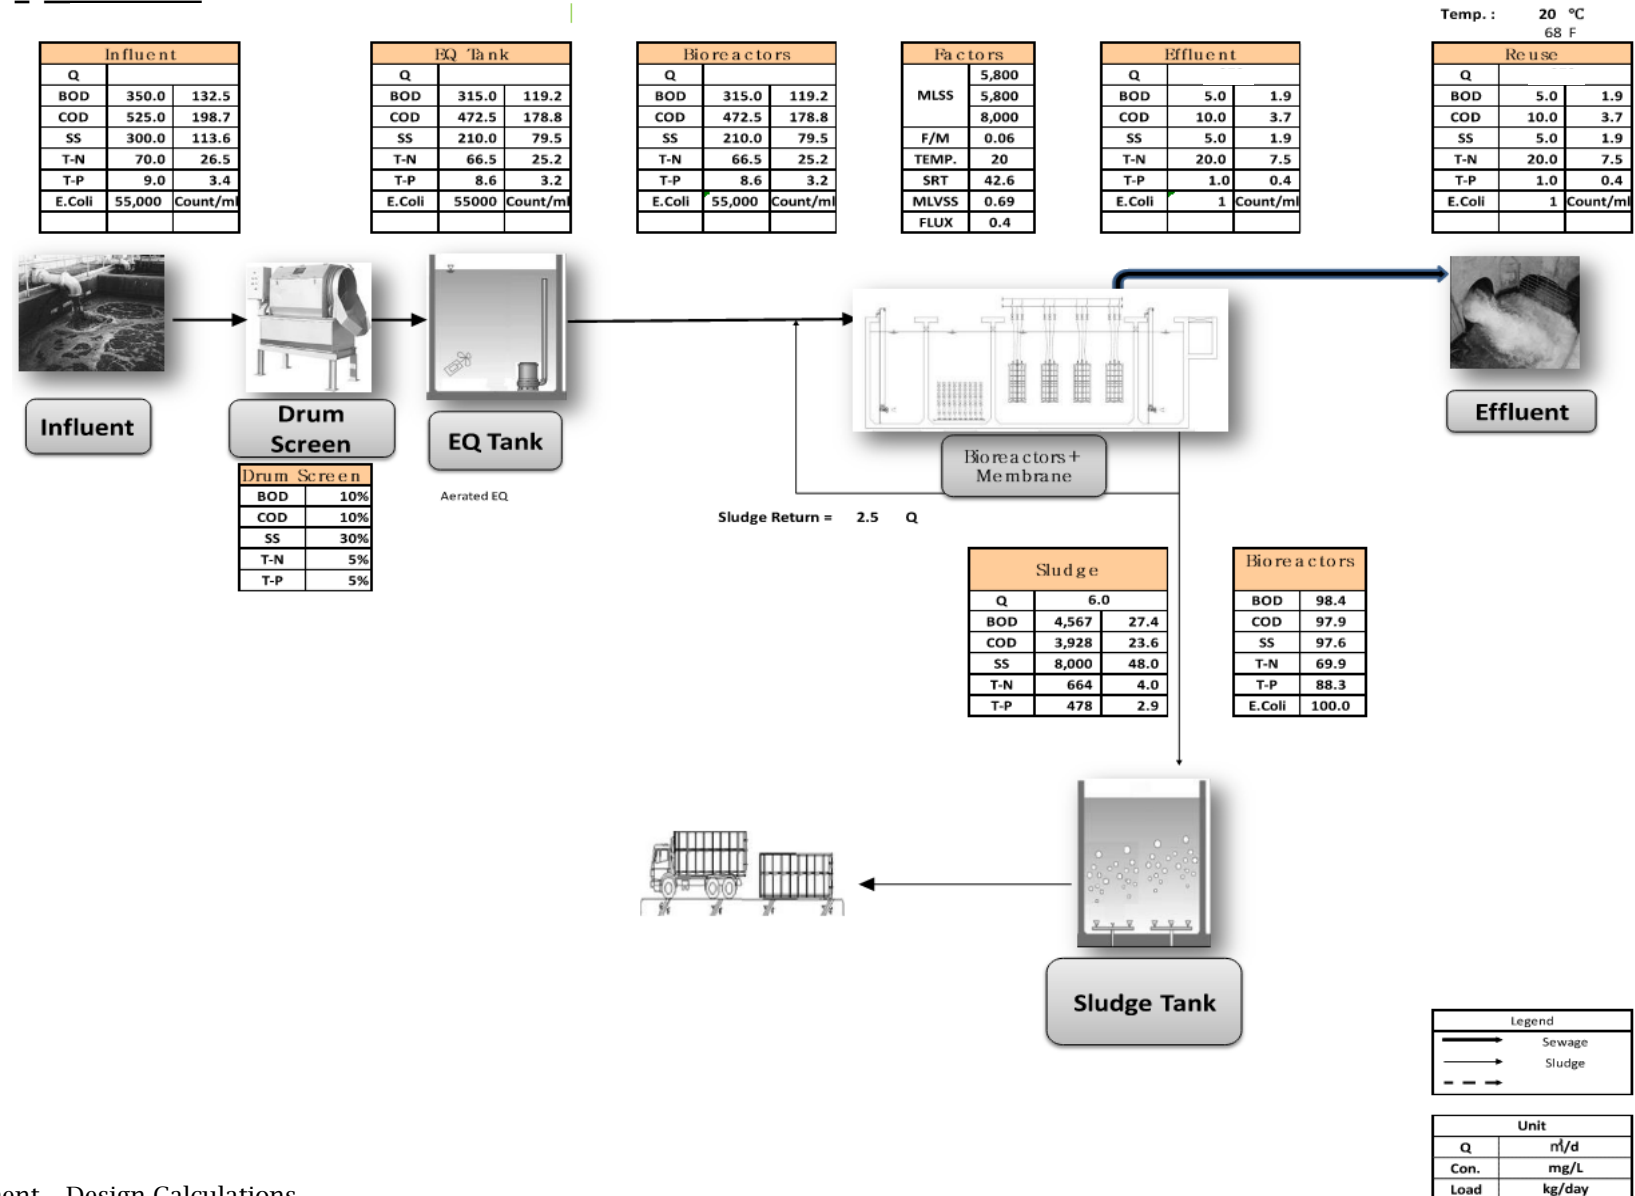 Temp. : 20 °C
68 F
Influent
Q
BOD 350.0 132.5
COD 525.0 198.7
SS 300.0 113.6
T-N 70.0 26.5
T-P 9.0 3.4
E.Coli 55,000 Count/ml
EQ Tank
Q
BOD 315.0 119.2
COD 472.5 178.8
SS 210.0 79.5
T-N 66.5 25.2
T-P 8.6 3.2
E.Coli 55000 Count/ml
Bioreactors
Q
BOD 315.0 119.2
COD 472.5 178.8
SS 210.0 79.5
T-N 66.5 25.2
T-P 8.6 3.2
E.Coli 55,000 Count/ml
Factors
5,800
MLSS 5,800
8,000
F/M 0.06
TEMP. 20
SRT 42.6
MLVSS 0.69
FLUX 0.4
Effluent
Q
BOD 5.0 1.9
COD 10.0 3.7
SS 5.0 1.9
T-N 20.0 7.5
T-P 1.0 0.4
E.Coli 1 Count/ml
Reuse
Q
BOD 5.0 1.9
COD 10.0 3.7
SS 5.0 1.9
T-N 20.0 7.5
T-P 1.0 0.4
E.Coli 1 Count/ml
Influent
Drum
Screen
EQ Tank
Bioreactors+
Membrane
Effluent
Drum Screen
BOD 10%
COD 10%
SS 30%
T-N 5%
T-P 5%
Aerated EQ
Sludge Return = 2.5 Q
Sludge
Q 6.0
BOD 4,567 27.4
COD 3,928 23.6
SS 8,000 48.0
T-N 664 4.0
T-P 478 2.9
Bioreactors
BOD 98.4
COD 97.9
SS 97.6
T-N 69.9
T-P 88.3
E.Coli 100.0
Sludge Tank
Legend
Sewage
Sludge
Unit
Q ㎥/d
Con. mg/L
Load kg/day
Design Calculations